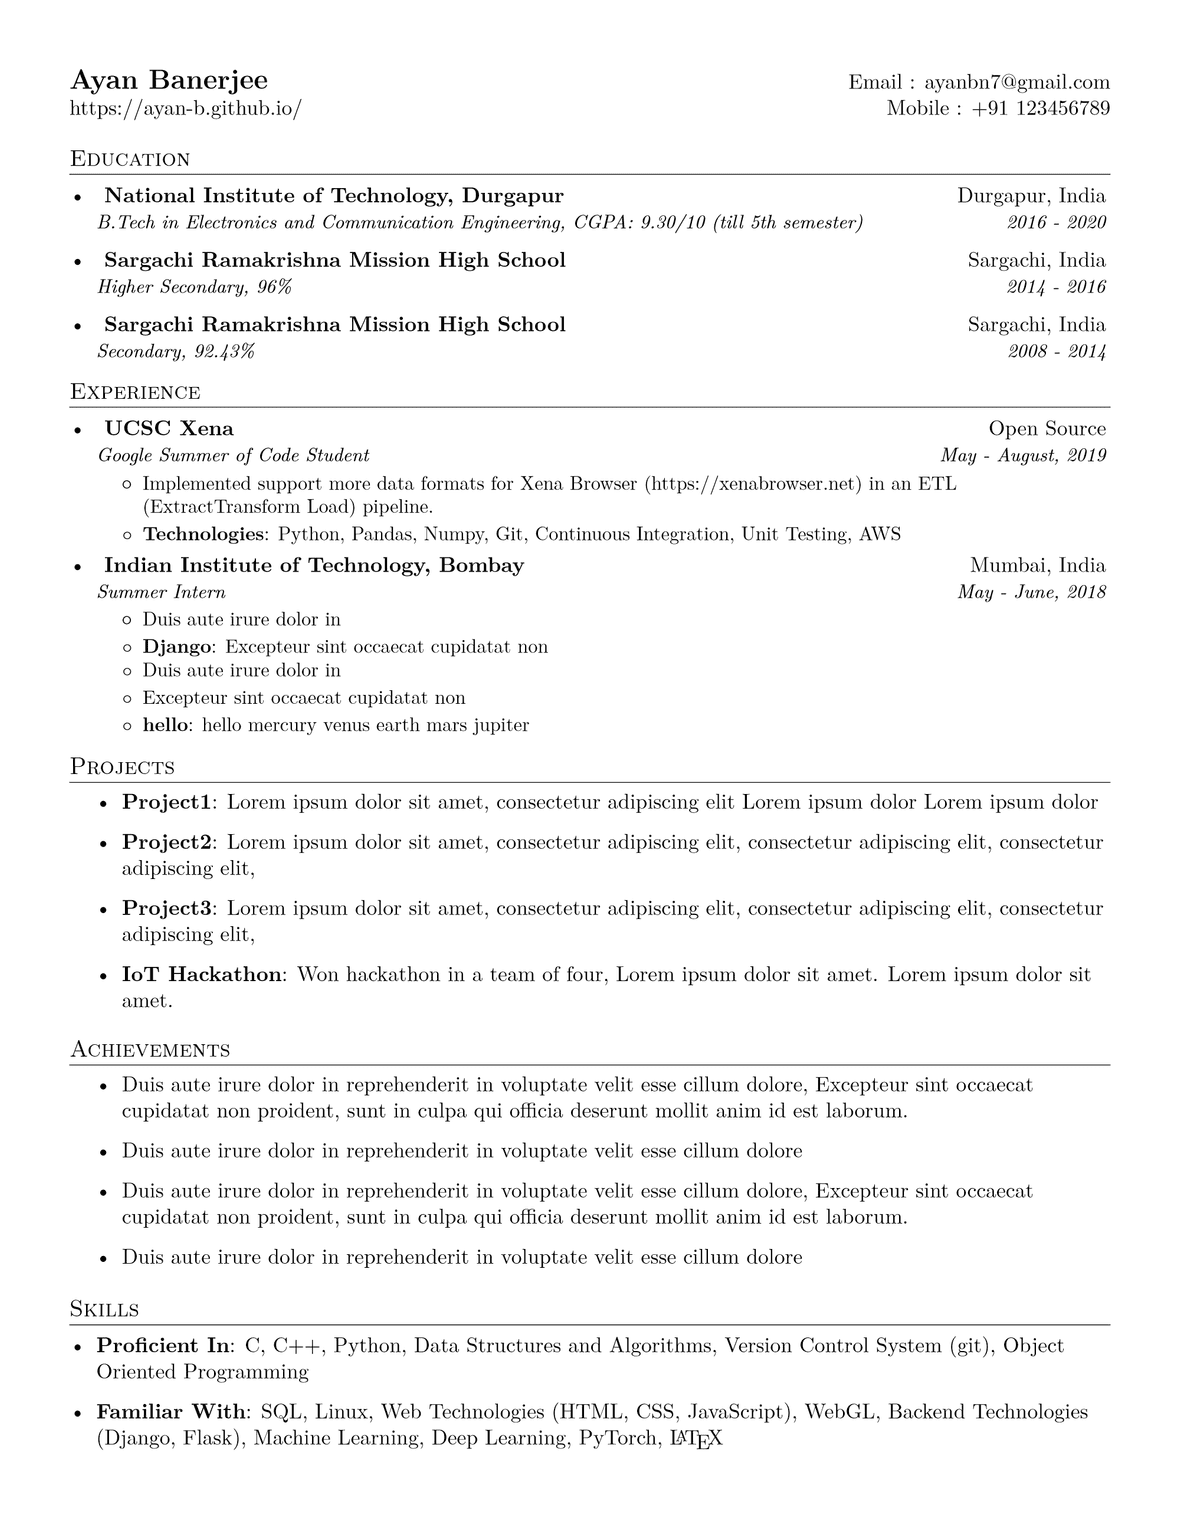 Ayan Banerjee
Email : ayanbn7@gmail.com
https://ayan-b.github.io/
Mobile : +91 123456789
Education
• National Institute of Technology, Durgapur
Durgapur, India
B.Tech in Electronics and Communication Engineering, CGPA: 9.30/10 (till 5th semester)
2016 - 2020
• Sargachi Ramakrishna Mission High School
Sargachi, India
Higher Secondary, 96%
2014 - 2016
• Sargachi Ramakrishna Mission High School
Sargachi, India
Secondary, 92.43%
2008 - 2014
Experience
• UCSC Xena
Open Source
Google Summer of Code Student
May - August, 2019
◦ Implemented support more data formats for Xena Browser (https://xenabrowser.net) in an ETL
(ExtractTransform Load) pipeline.
◦ Technologies: Python, Pandas, Numpy, Git, Continuous Integration, Unit Testing, AWS
• Indian Institute of Technology, Bombay
Mumbai, India
Summer Intern
May - June, 2018
◦ Duis aute irure dolor in
◦ Django: Excepteur sint occaecat cupidatat non
◦ Duis aute irure dolor in
◦ Excepteur sint occaecat cupidatat non
◦ hello: hello mercury venus earth mars jupiter
Projects
• Project1: Lorem ipsum dolor sit amet, consectetur adipiscing elit Lorem ipsum dolor Lorem ipsum dolor
• Project2: Lorem ipsum dolor sit amet, consectetur adipiscing elit, consectetur adipiscing elit, consectetur
adipiscing elit,
• Project3: Lorem ipsum dolor sit amet, consectetur adipiscing elit, consectetur adipiscing elit, consectetur
adipiscing elit,
• IoT Hackathon: Won hackathon in a team of four, Lorem ipsum dolor sit amet. Lorem ipsum dolor sit
amet.
Achievements
• Duis aute irure dolor in reprehenderit in voluptate velit esse cillum dolore, Excepteur sint occaecat
cupidatat non proident, sunt in culpa qui officia deserunt mollit anim id est laborum.
• Duis aute irure dolor in reprehenderit in voluptate velit esse cillum dolore
• Duis aute irure dolor in reprehenderit in voluptate velit esse cillum dolore, Excepteur sint occaecat
cupidatat non proident, sunt in culpa qui officia deserunt mollit anim id est laborum.
• Duis aute irure dolor in reprehenderit in voluptate velit esse cillum dolore
Skills
• Proficient In: C, C++, Python, Data Structures and Algorithms, Version Control System (git), Object
Oriented Programming
• Familiar With: SQL, Linux, Web Technologies (HTML, CSS, JavaScript), WebGL, Backend Technologies
(Django, Flask), Machine Learning, Deep Learning, PyTorch, LATEX